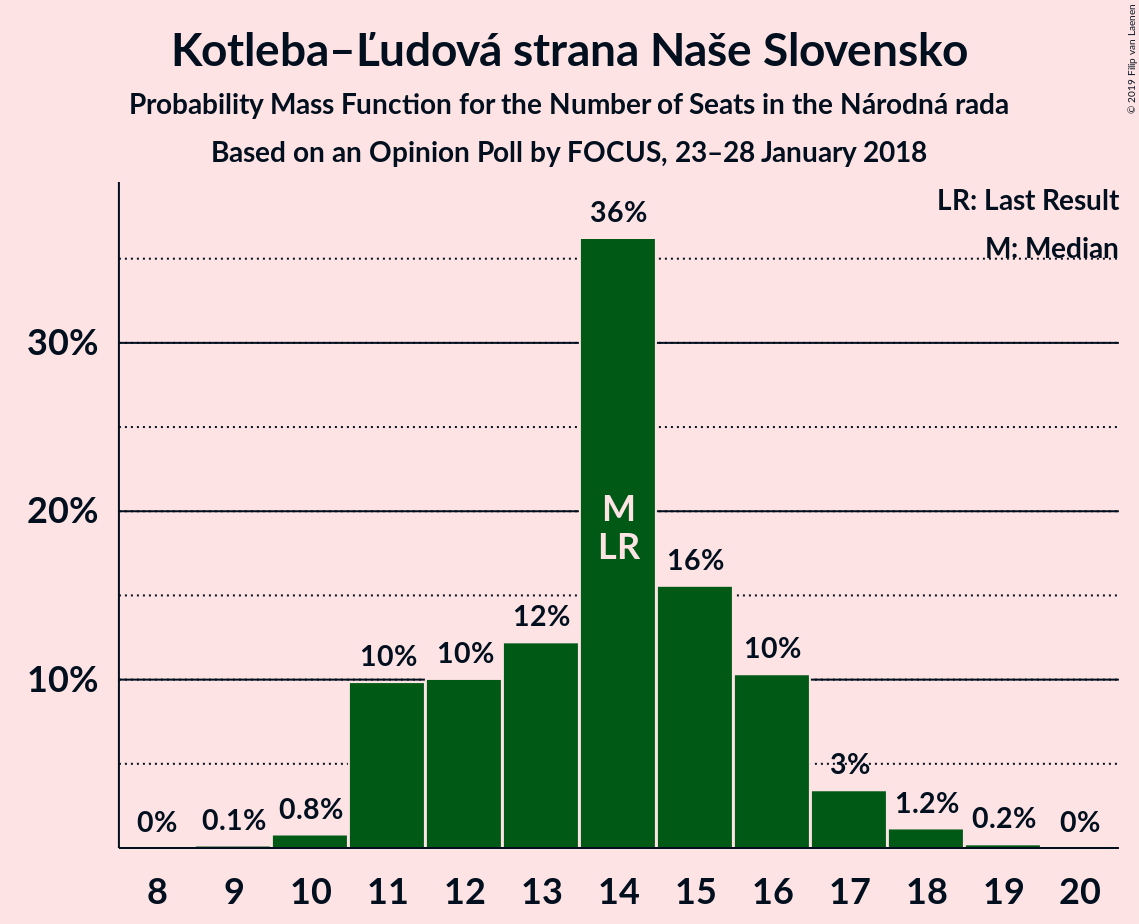 Kotleba–Ľudová strana Naše Slovensko
Probability Mass Function for the Number of Seats in the Národná rada
Based on an Opinion Poll by FOCUS, 23–28 January 2018
© 2019 Filip van Laenen
LR: Last Result
M: Median
30%
20%
10%
0%
0.1%
0.8%
10%
10%
12%
36%
16%
10%
3%
1.2%
0.2%
0%
M
LR
8 9 10 11 12 13 14 15 16 17 18 19 20